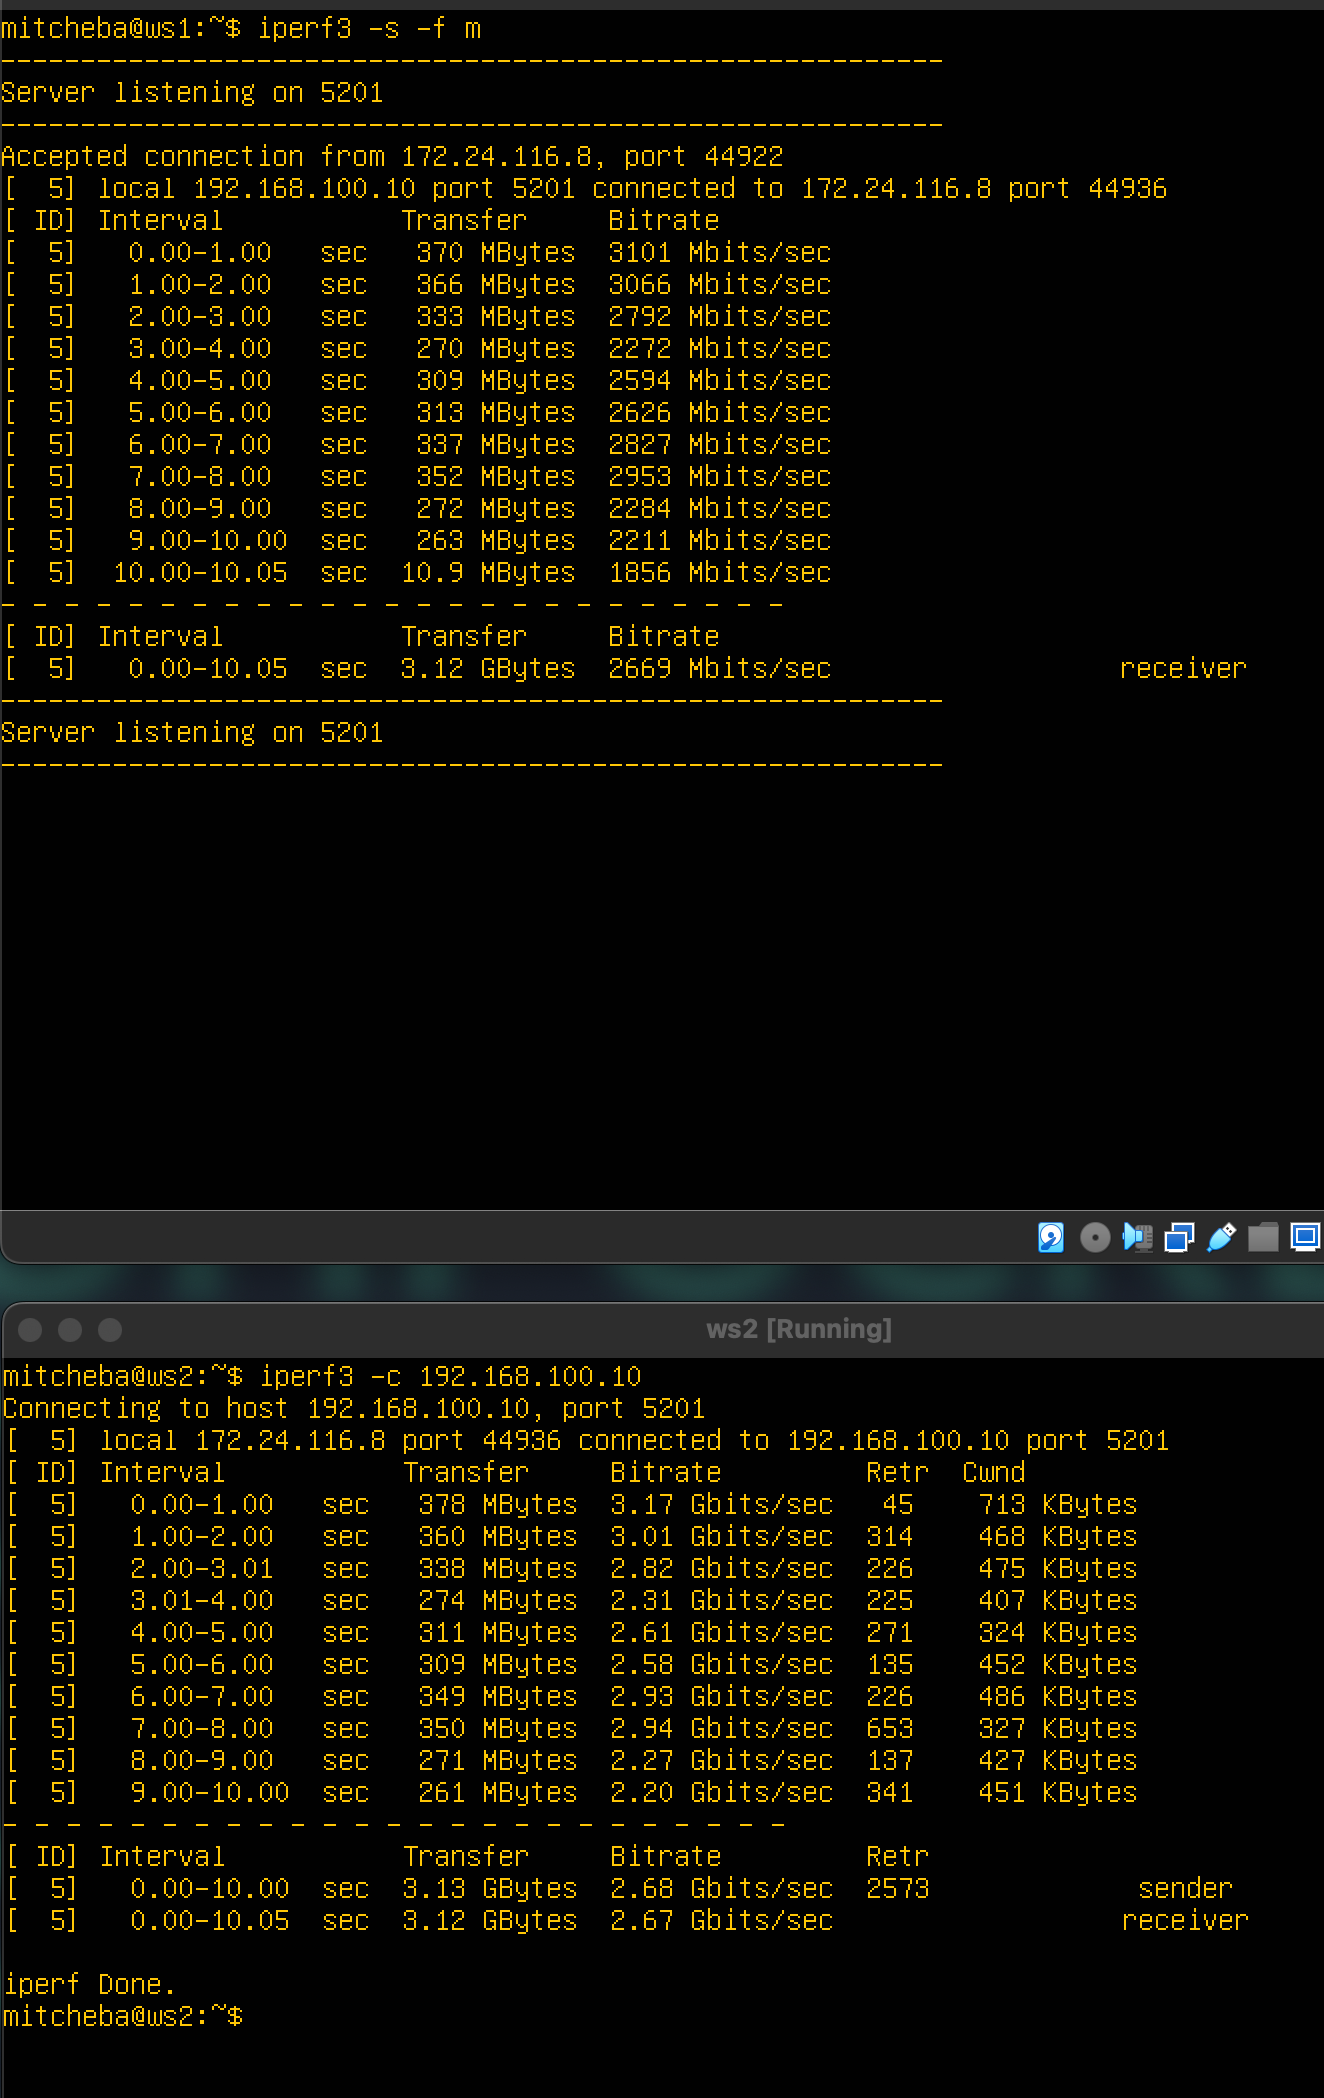 mitcheba@ws1:~$ iperf3 -s -f m
-----------------------------------------------------------
Server listening on 5201
-----------------------------------------------------------
Accepted connection from 172.24.116.8, port 44922
[  5] local 192.168.100.10 port 5201 connected to 172.24.116.8 port 44936
[ ID] Interval           Transfer     Bitrate
[  5]   0.00-1.00   sec   370 MBytes  3101 Mbits/sec
[  5]   1.00-2.00   sec   366 MBytes  3066 Mbits/sec
[  5]   2.00-3.00   sec   333 MBytes  2792 Mbits/sec
[  5]   3.00-4.00   sec   270 MBytes  2272 Mbits/sec
[  5]   4.00-5.00   sec   309 MBytes  2594 Mbits/sec
[  5]   5.00-6.00   sec   313 MBytes  2626 Mbits/sec
[  5]   6.00-7.00   sec   337 MBytes  2827 Mbits/sec
[  5]   7.00-8.00   sec   352 MBytes  2953 Mbits/sec
[  5]   8.00-9.00   sec   272 MBytes  2284 Mbits/sec
[  5]   9.00-10.00  sec   263 MBytes  2211 Mbits/sec
[  5]  10.00-10.05  sec  10.9 MBytes  1856 Mbits/sec
- - - - - - - - - - - - - - - - - - - - - - - - -
[ ID] Interval           Transfer     Bitrate
[  5]   0.00-10.05  sec  3.12 GBytes  2669 Mbits/sec                  receiver
-----------------------------------------------------------
Server listening on 5201
-----------------------------------------------------------
ws2 [Running]
mitcheba@ws2:~$ iperf3 -c 192.168.100.10
Connecting to host 192.168.100.10, port 5201
[  5] local 172.24.116.8 port 44936 connected to 192.168.100.10 port 5201
[ ID] Interval           Transfer     Bitrate         Retr  Cwnd
[  5]   0.00-1.00   sec   378 MBytes  3.17 Gbits/sec   45    713 KBytes
[  5]   1.00-2.00   sec   360 MBytes  3.01 Gbits/sec  314    468 KBytes
[  5]   2.00-3.01   sec   338 MBytes  2.82 Gbits/sec  226    475 KBytes
[  5]   3.01-4.00   sec   274 MBytes  2.31 Gbits/sec  225    407 KBytes
[  5]   4.00-5.00   sec   311 MBytes  2.61 Gbits/sec  271    324 KBytes
[  5]   5.00-6.00   sec   309 MBytes  2.58 Gbits/sec  135    452 KBytes
[  5]   6.00-7.00   sec   349 MBytes  2.93 Gbits/sec  226    486 KBytes
[  5]   7.00-8.00   sec   350 MBytes  2.94 Gbits/sec  653    327 KBytes
[  5]   8.00-9.00   sec   271 MBytes  2.27 Gbits/sec  137    427 KBytes
[  5]   9.00-10.00  sec   261 MBytes  2.20 Gbits/sec  341    451 KBytes
- - - - - - - - - - - - - - - - - - - - - - - - -
[ ID] Interval           Transfer     Bitrate         Retr
[  5]   0.00-10.00  sec  3.13 GBytes  2.68 Gbits/sec  2573             sender
[  5]   0.00-10.05  sec  3.12 GBytes  2.67 Gbits/sec                  receiver
iperf Done.
mitcheba@ws2:~$